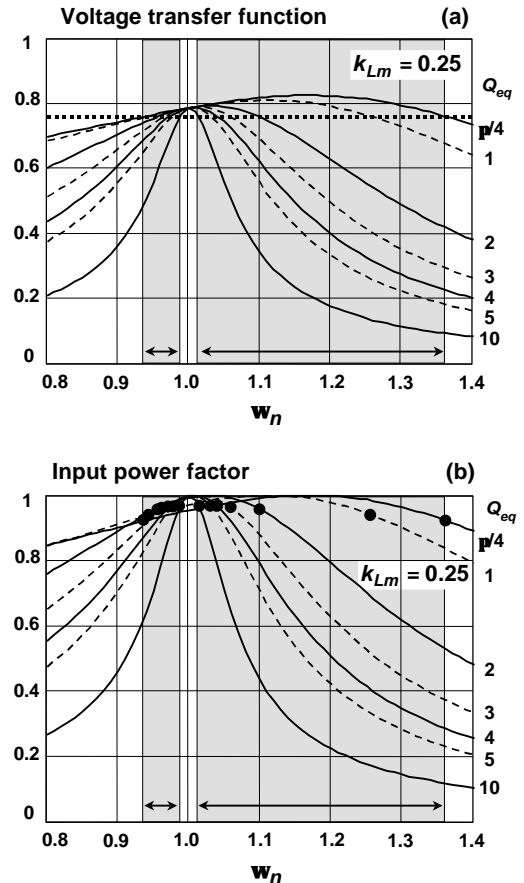 Voltage transfer function (a)
1
k_Lm = 0.25
Q_eq
0.8
p/4
1
0.6
0.4
2
3
0.2
4
5
10
0
0.8 0.9 1.0 1.1 1.2 1.3 1.4
w_n
Input power factor (b)
1
Q_eq
p/4
0.8
k_Lm = 0.25
1
0.6
0.4
2
3
0.2
4
5
10
0
0.8 0.9 1.0 1.1 1.2 1.3 1.4
w_n